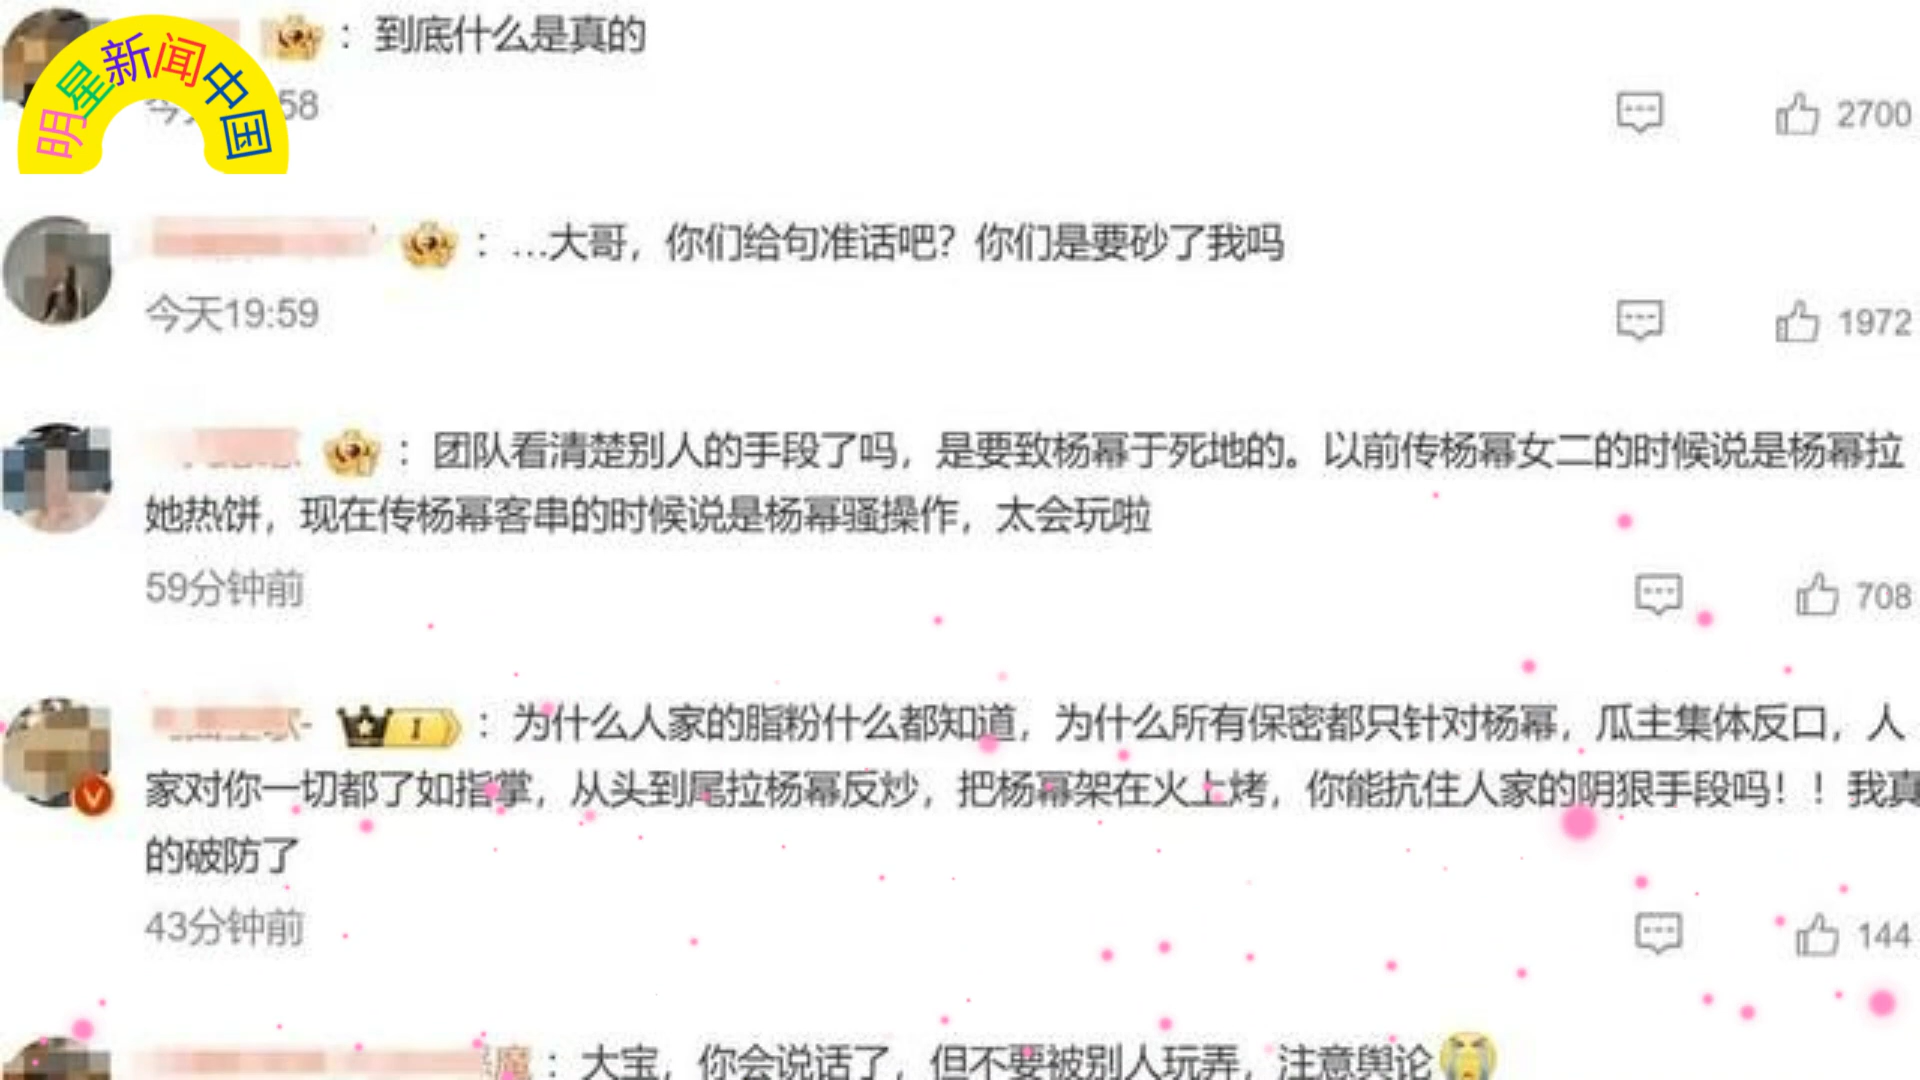 明星新闻中国
：到底什么是真的
58
2700
：...大哥，你们给句准话吧？你们是要砂了我吗
今天19:59
1972
：团队看清楚别人的手段了吗，是要致杨幂于死地的。以前传杨幂女二的时候说是杨幂拉
她热饼，现在传杨幂客串的时候说是杨幂骚操作，太会玩啦
59分钟前
708
I ：为什么人家的脂粉什么都知道，为什么所有保密都只针对杨幂，瓜主集体反口，人
家对你一切都了如指掌，从头到尾拉杨幂反炒，把杨幂架在火上烤，你能抗住人家的阴狠手段吗！！我真
的破防了
43分钟前
144
：大宝，你会说话了，但不要被别人玩弄，注意舆论